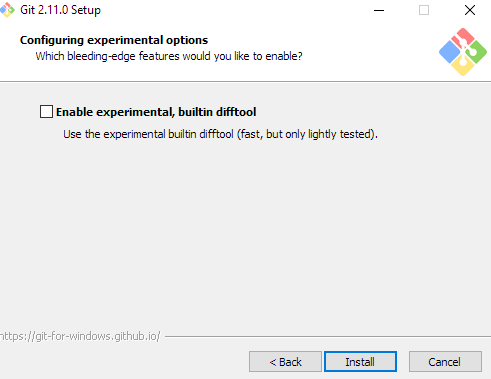 Git 2.11.0 Setup
Configuring experimental options
Which bleeding-edge features would you like to enable?
Enable experimental, builtin difftool
Use the experimental builtin difftool (fast, but only lightly tested).
https://git-for-windows.github.io/
< Back
Install
Cancel